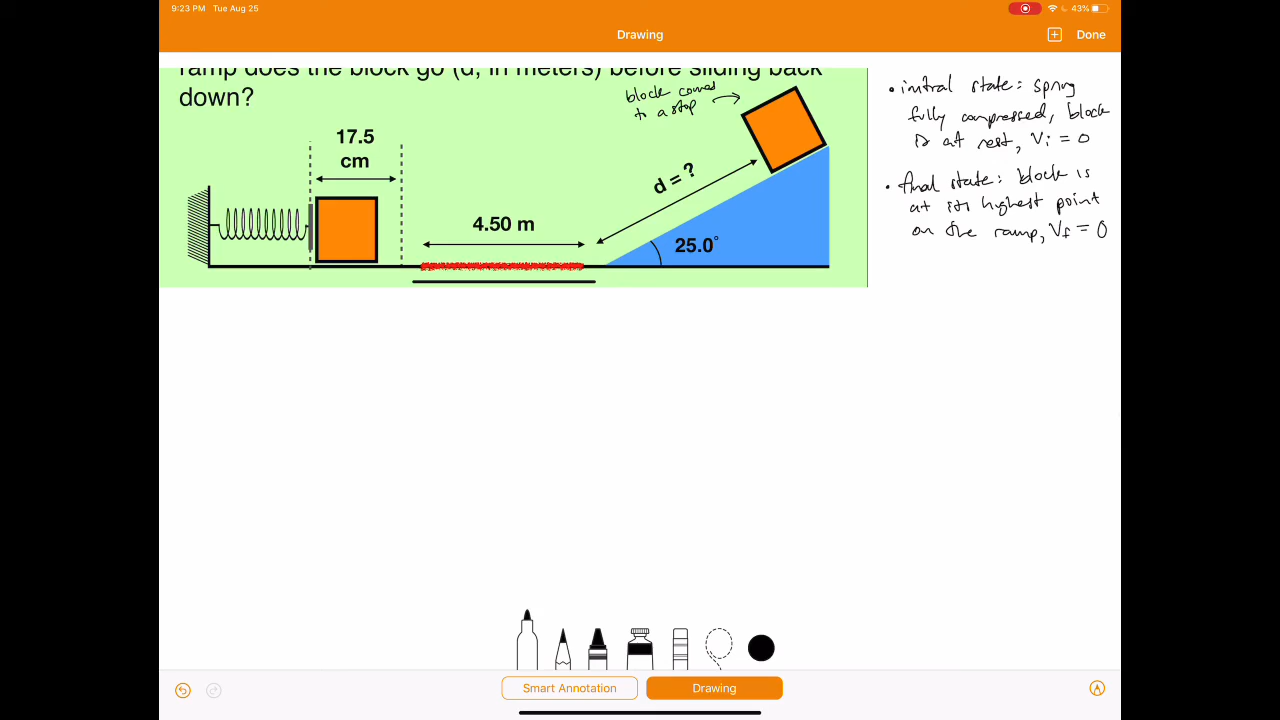 9:23 PM Tue Aug 25
43%
Drawing
Done
ramp does the block go (d, in meters) before sliding back
down?
block comes
to a stop
17.5
cm
d = ?
4.50 m
25.0°
• initial state: spring
fully compressed, block
is at rest, Vi = 0
• final state: block is
at its highest point
on the ramp, Vf = 0
Smart Annotation
Drawing